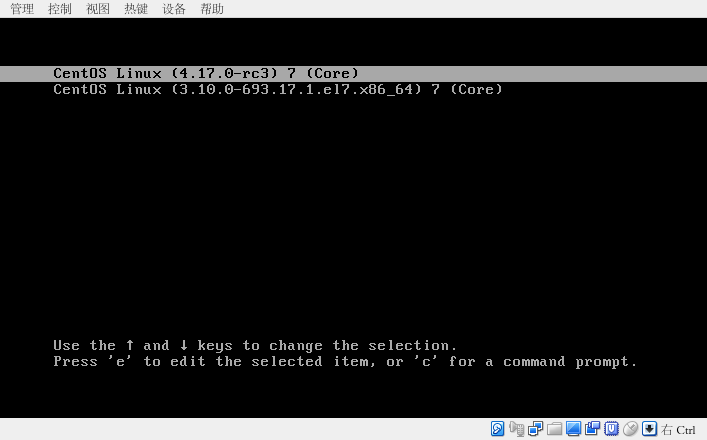 管理 控制 视图 热键 设备 帮助
CentOS Linux (4.17.0-rc3) 7 (Core)
CentOS Linux (3.10.0-693.17.1.el7.x86_64) 7 (Core)
Use the ↑ and ↓ keys to change the selection.
Press 'e' to edit the selected item, or 'c' for a command prompt.
右 Ctrl